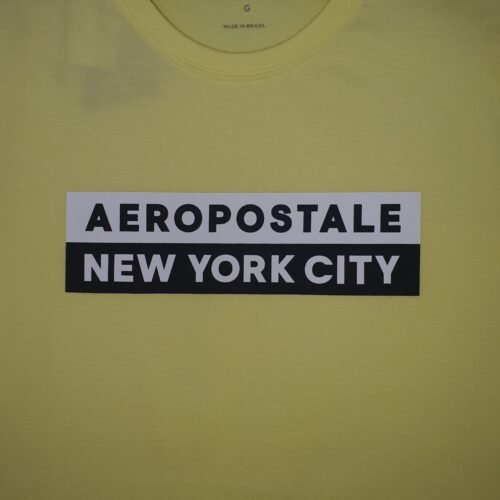 G
MADE IN BRAZIL
AEROPOSTALE
NEW YORK CITY